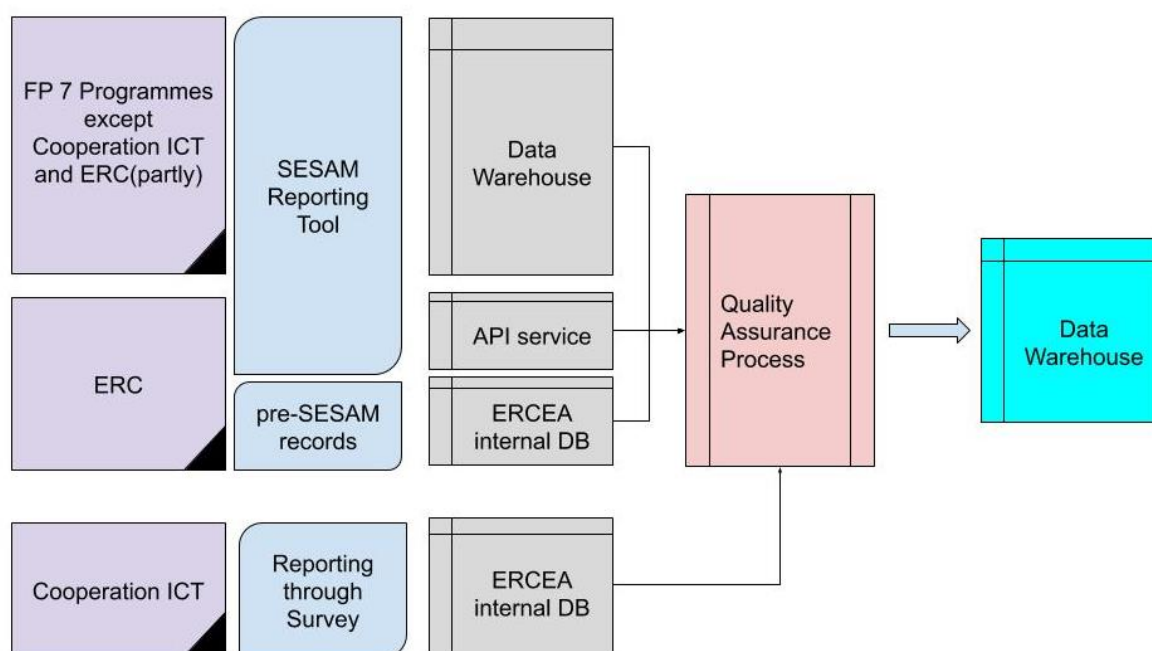 FP 7 Programmes
except
Cooperation ICT
and ERC(partly)
SESAM
Reporting
Tool
Data
Warehouse
Quality
Assurance
Process
Data
Warehouse
API service
ERC
pre-SESAM
records
ERCEA
internal DB
Cooperation ICT
Reporting
through
Survey
ERCEA
internal DB